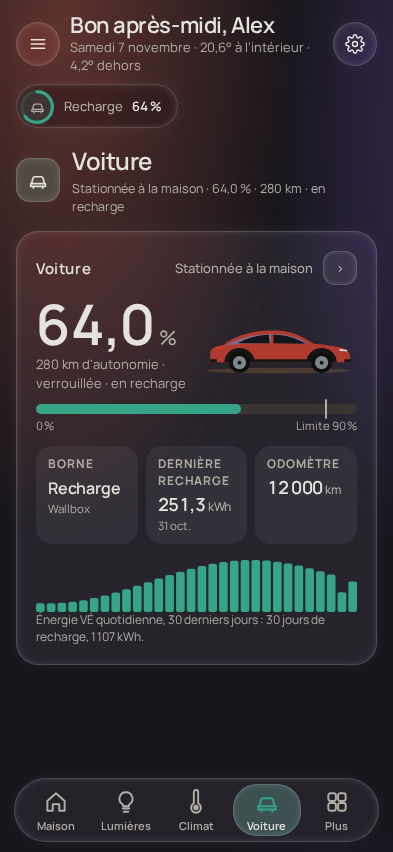 Bon après-midi, Alex
Samedi 7 novembre · 20,6° à l'intérieur ·
4,2° dehors
Recharge 64 %
Voiture
Stationnée à la maison · 64,0 % · 280 km · en
recharge
Voiture
Stationnée à la maison
64,0 %
280 km d'autonomie ·
verrouillée · en recharge
0 %
Limite 90 %
BORNE
Recharge
Wallbox
DERNIÈRE
RECHARGE
251,3 kWh
31 oct.
ODOMÈTRE
12 000 km
Énergie VÉ quotidienne, 30 derniers jours : 30 jours de
recharge, 1 107 kWh.
Maison
Lumières
Climat
Voiture
Plus